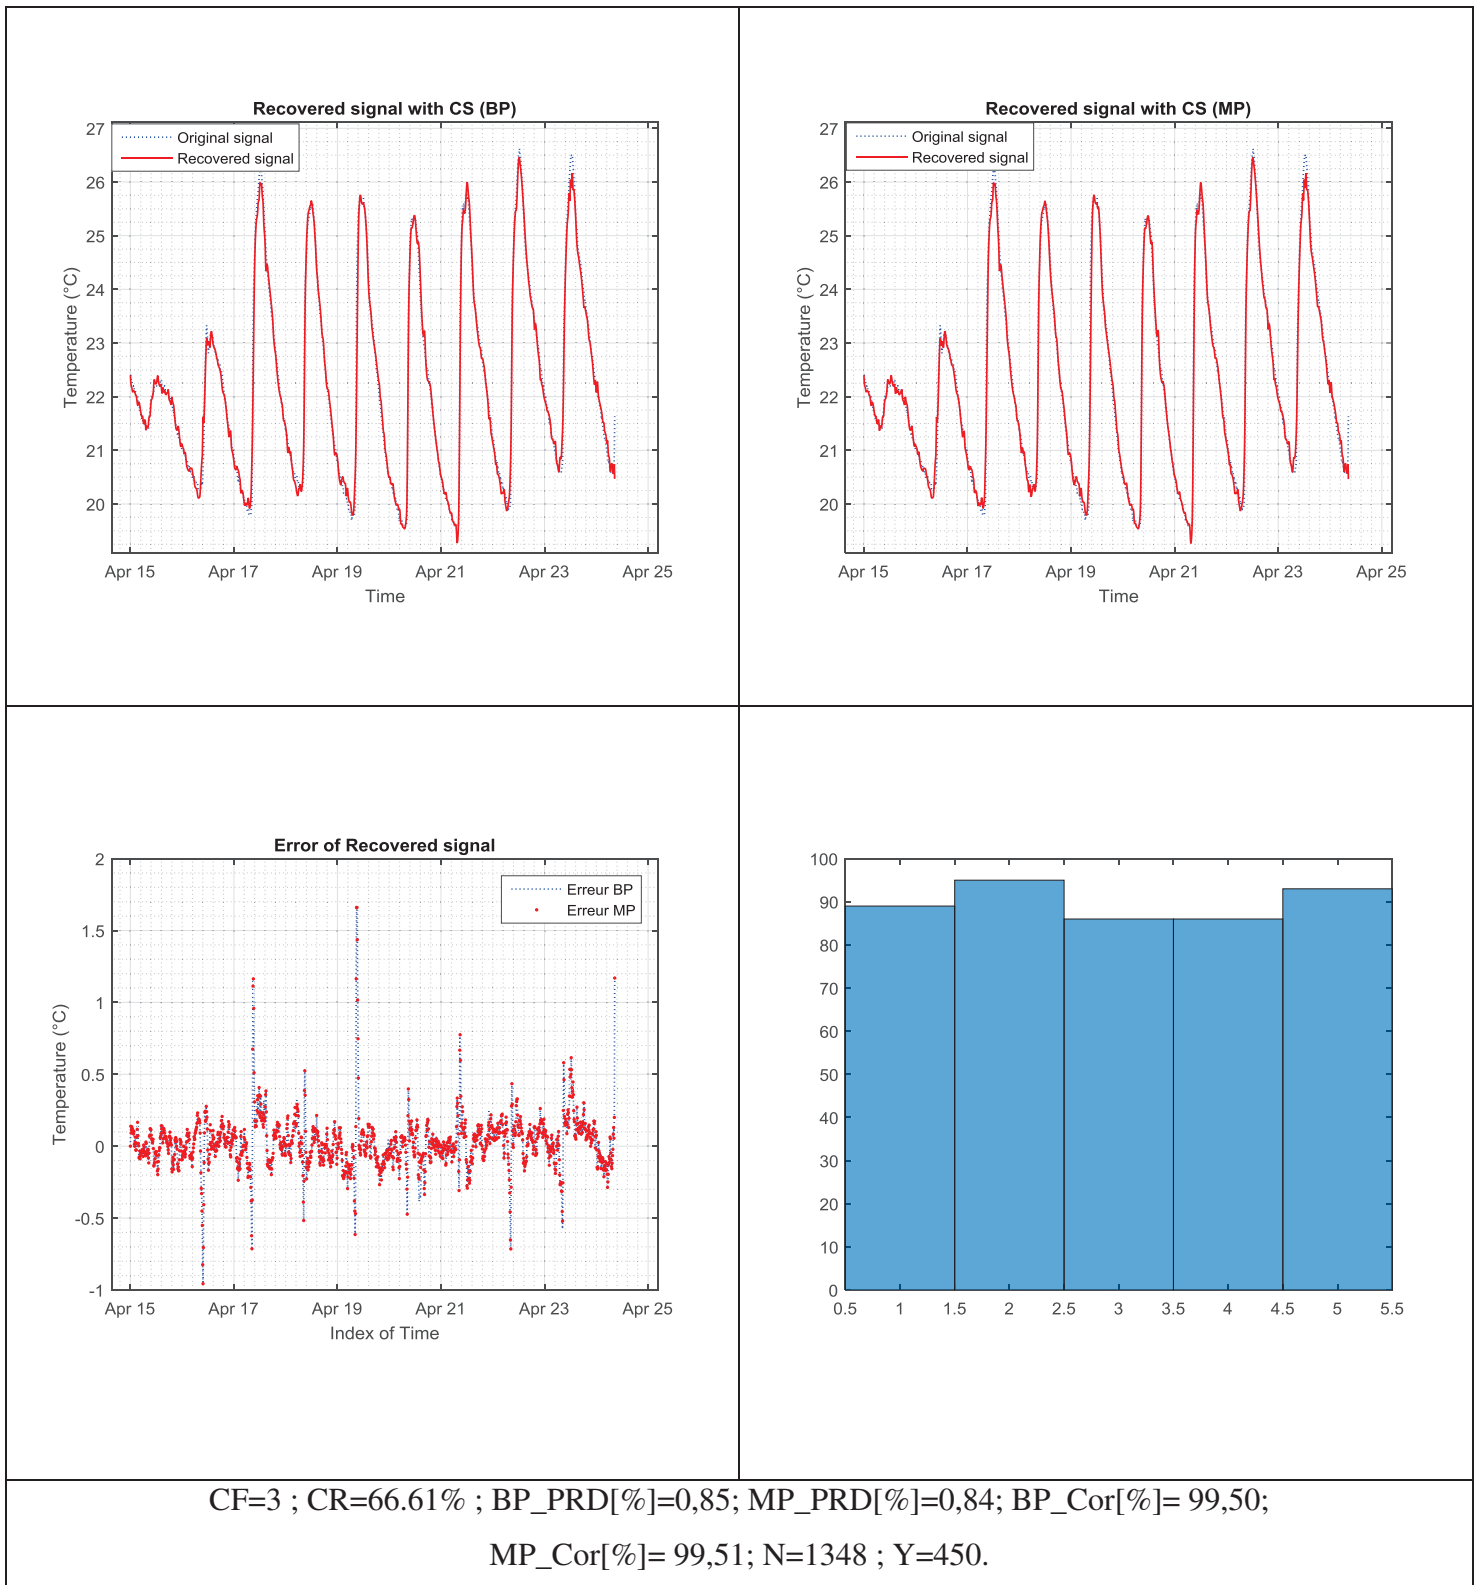 Recovered signal with CS (BP)
Original signal
Recovered signal
27
26
25
24
23
22
21
20
Temperature (°C)
Apr 15 Apr 17 Apr 19 Apr 21 Apr 23 Apr 25
Time
Recovered signal with CS (MP)
Original signal
Recovered signal
27
26
25
24
23
22
21
20
Temperature (°C)
Apr 15 Apr 17 Apr 19 Apr 21 Apr 23 Apr 25
Time
Error of Recovered signal
Erreur BP
Erreur MP
2
1.5
1
0.5
0
-0.5
-1
Temperature (°C)
Apr 15 Apr 17 Apr 19 Apr 21 Apr 23 Apr 25
Index of Time
100
90
80
70
60
50
40
30
20
10
0
0.5 1 1.5 2 2.5 3 3.5 4 4.5 5 5.5
CF=3 ; CR=66.61% ; BP_PRD[%]=0,85; MP_PRD[%]=0,84; BP_Cor[%]= 99,50;
MP_Cor[%]= 99,51; N=1348 ; Y=450.